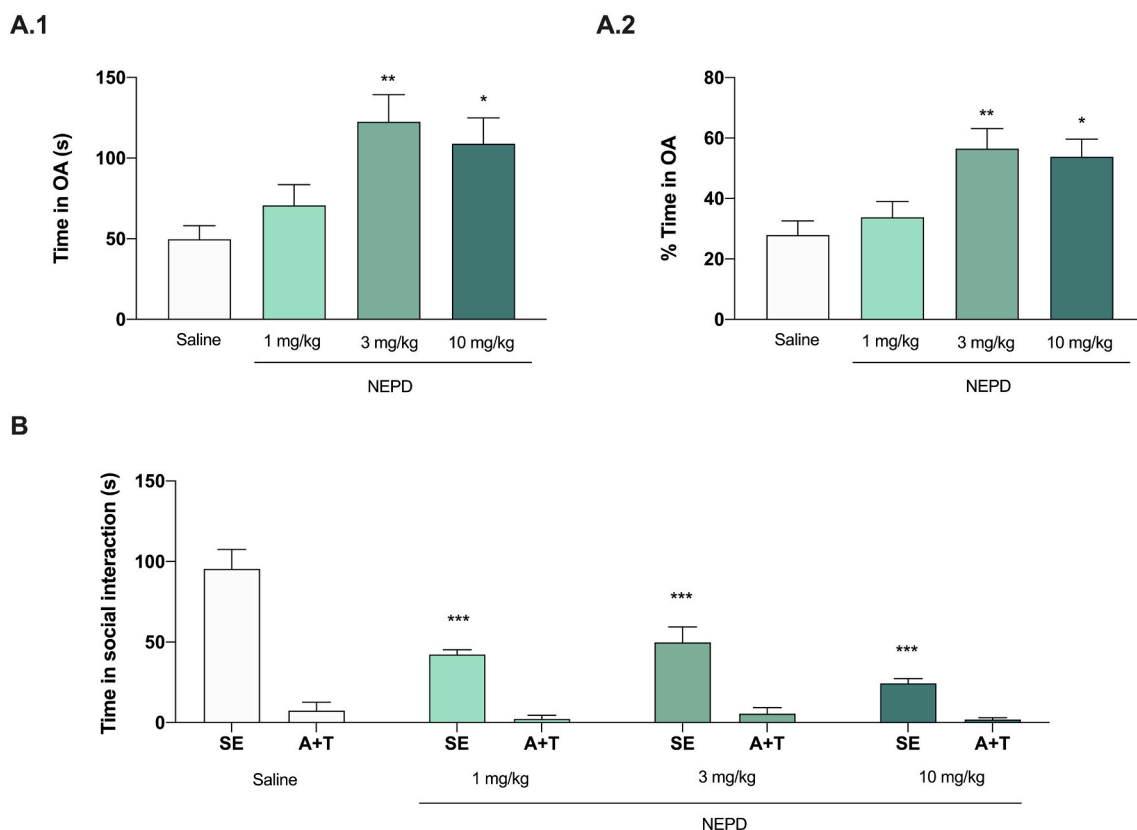 A.1
A.2
Time in OA (s)
150
100
50
0
**
*
Saline
1 mg/kg
3 mg/kg
10 mg/kg
NEPD
% Time in OA
80
60
40
20
0
**
*
Saline
1 mg/kg
3 mg/kg
10 mg/kg
NEPD
B
Time in social interaction (s)
150
100
50
0
***
***
***
SE A+T SE A+T SE A+T SE A+T
Saline 1 mg/kg 3 mg/kg 10 mg/kg
NEPD